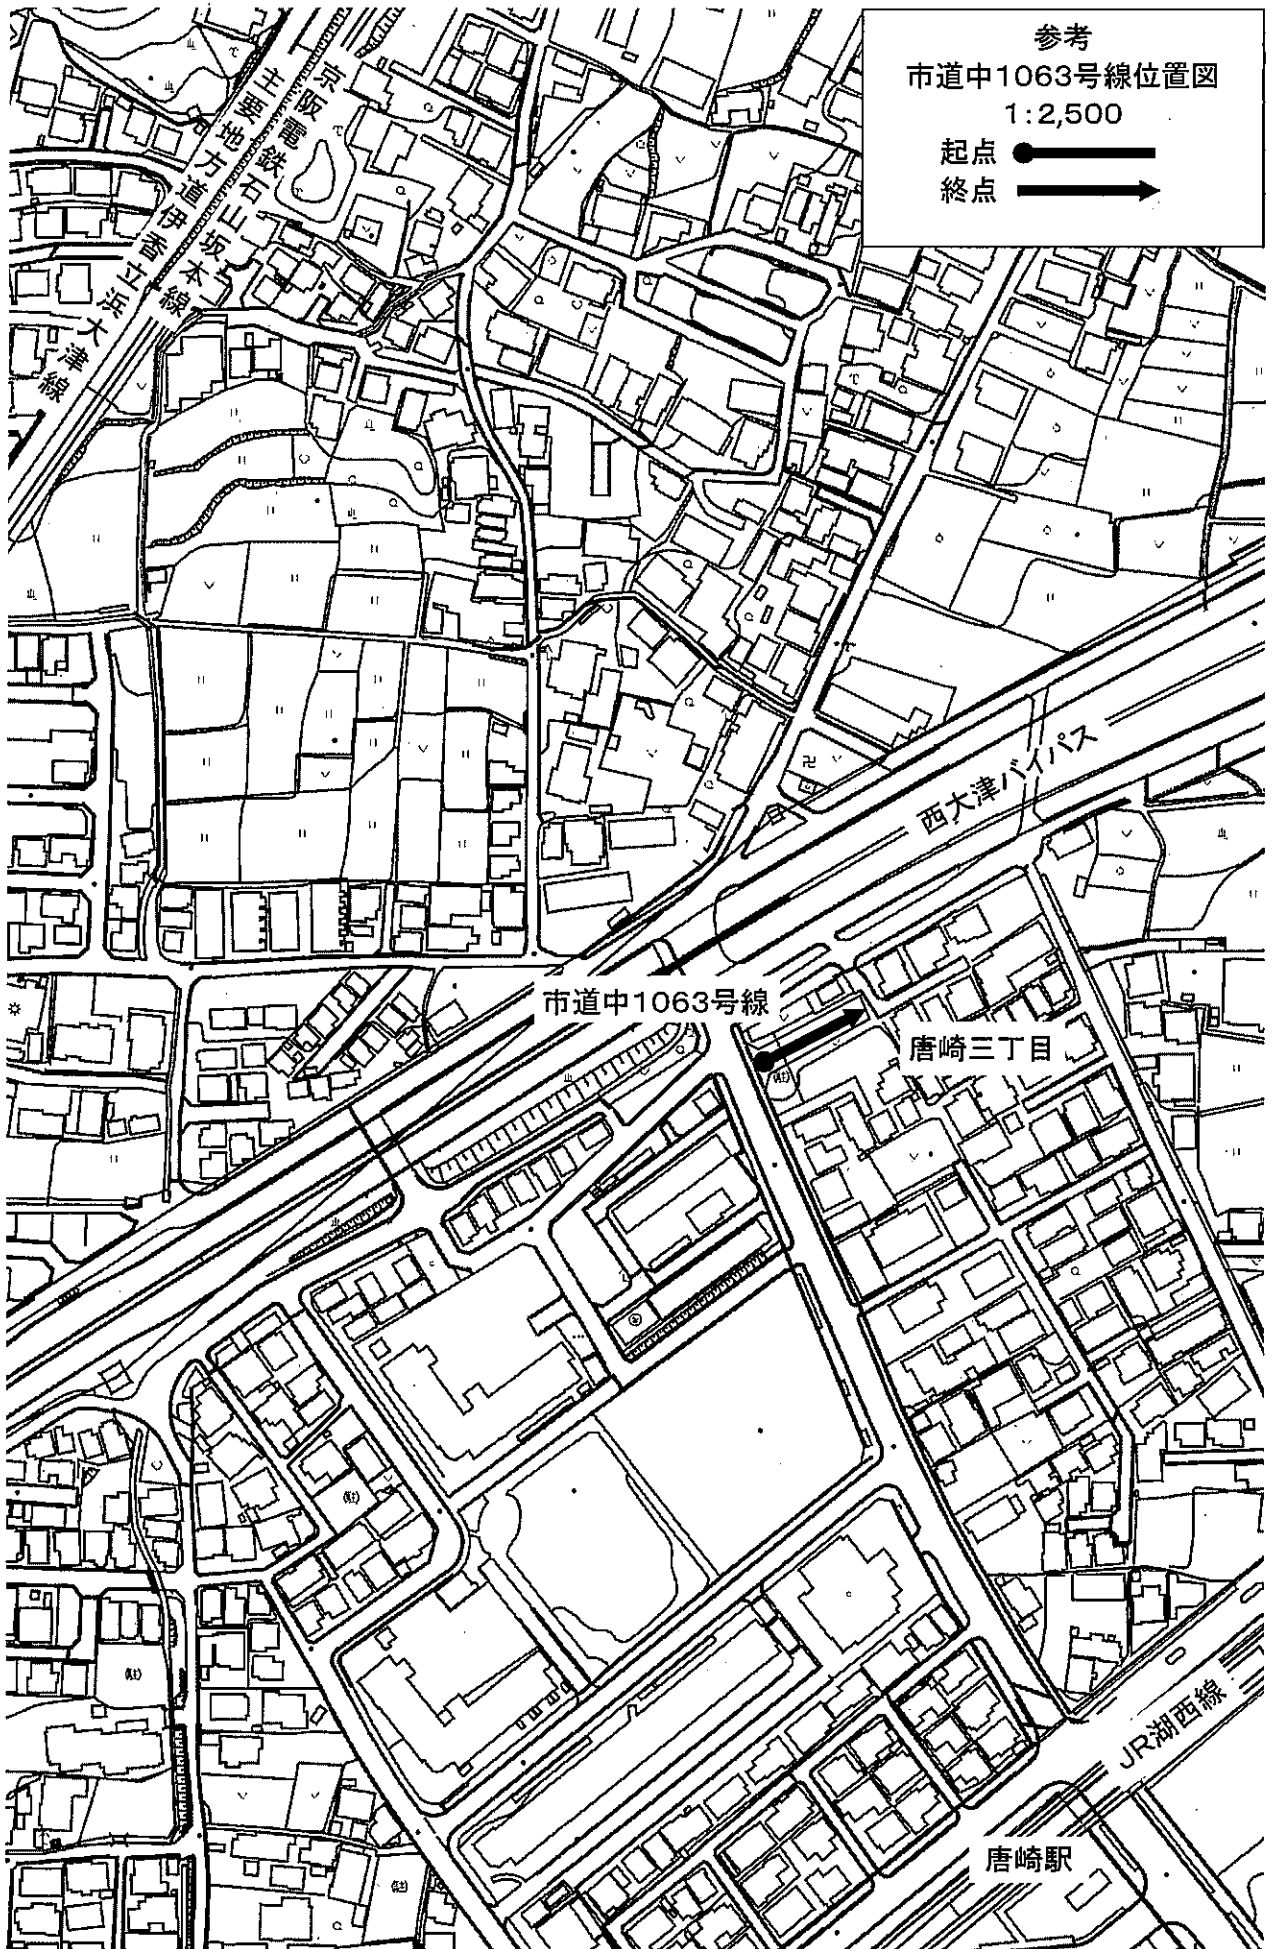 参考
市道中1063号線位置図
1:2,500
起点
終点
京阪電鉄石山坂本線
主要地方道伊香立浜大津線
西大津バイパス
市道中1063号線
唐崎三丁目
JR湖西線
唐崎駅